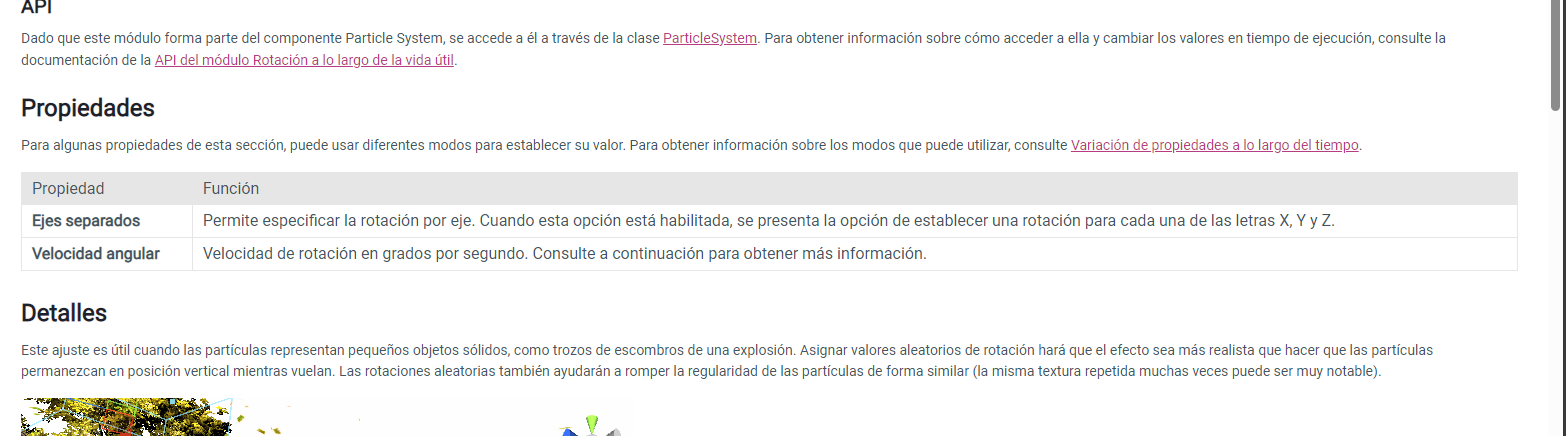 API
Dado que este módulo forma parte del componente Particle System, se accede a él a través de la clase ParticleSystem. Para obtener información sobre cómo acceder a ella y cambiar los valores en tiempo de ejecución, consulte la
documentación de la API del módulo Rotación a lo largo de la vida útil.
Propiedades
Para algunas propiedades de esta sección, puede usar diferentes modos para establecer su valor. Para obtener información sobre los modos que puede utilizar, consulte Variación de propiedades a lo largo del tiempo.
Propiedad Función
Ejes separados Permite especificar la rotación por eje. Cuando esta opción está habilitada, se presenta la opción de establecer una rotación para cada una de las letras X, Y y Z.
Velocidad angular Velocidad de rotación en grados por segundo. Consulte a continuación para obtener más información.
Detalles
Este ajuste es útil cuando las partículas representan pequeños objetos sólidos, como trozos de escombros de una explosión. Asignar valores aleatorios de rotación hará que el efecto sea más realista que hacer que las partículas
permanezcan en posición vertical mientras vuelan. Las rotaciones aleatorias también ayudarán a romper la regularidad de las partículas de forma similar (la misma textura repetida muchas veces puede ser muy notable).